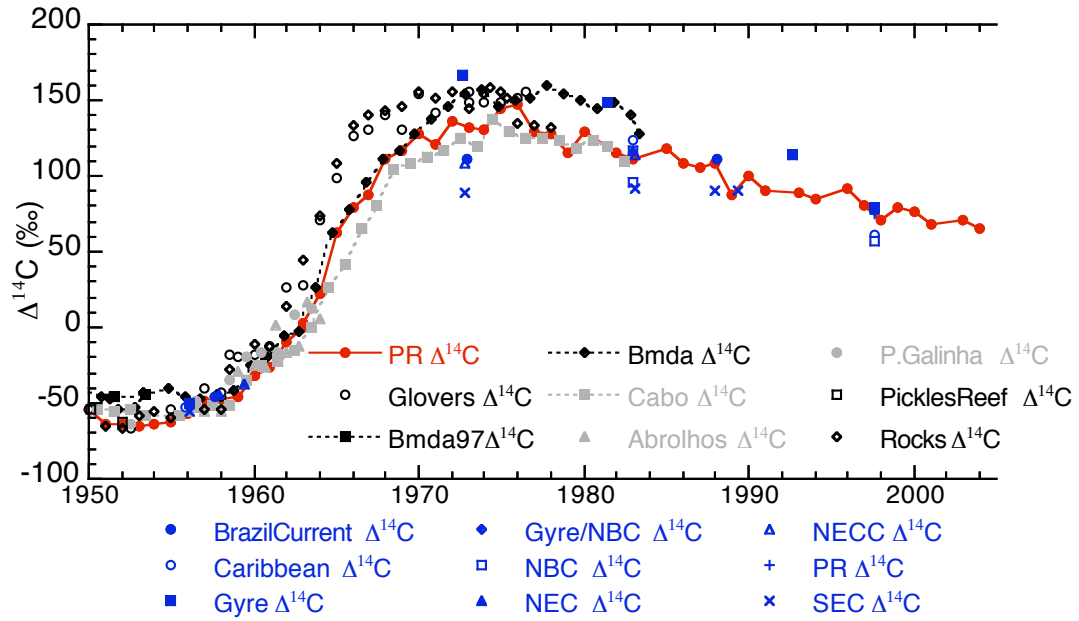 200
150
100
50
0
-50
-100
Δ¹⁴C (‰)
PR Δ¹⁴C
Bmda Δ¹⁴C
P.Galinha Δ¹⁴C
Glovers Δ¹⁴C
Cabo Δ¹⁴C
PicklesReef Δ¹⁴C
Bmda97Δ¹⁴C
Abrolhos Δ¹⁴C
Rocks Δ¹⁴C
1950 1960 1970 1980 1990 2000
BrazilCurrent Δ¹⁴C
Gyre/NBC Δ¹⁴C
NECC Δ¹⁴C
Caribbean Δ¹⁴C
NBC Δ¹⁴C
PR Δ¹⁴C
Gyre Δ¹⁴C
NEC Δ¹⁴C
SEC Δ¹⁴C